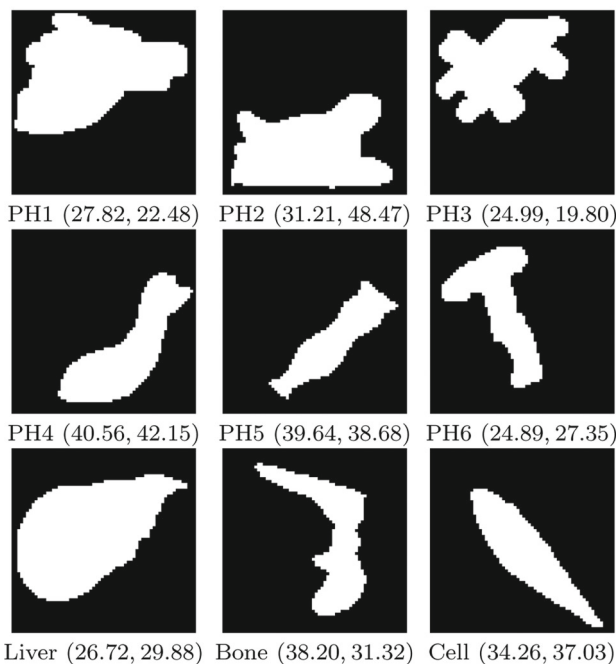 PH1 (27.82, 22.48) PH2 (31.21, 48.47) PH3 (24.99, 19.80)
PH4 (40.56, 42.15) PH5 (39.64, 38.68) PH6 (24.89, 27.35)
Liver (26.72, 29.88) Bone (38.20, 31.32) Cell (34.26, 37.03)